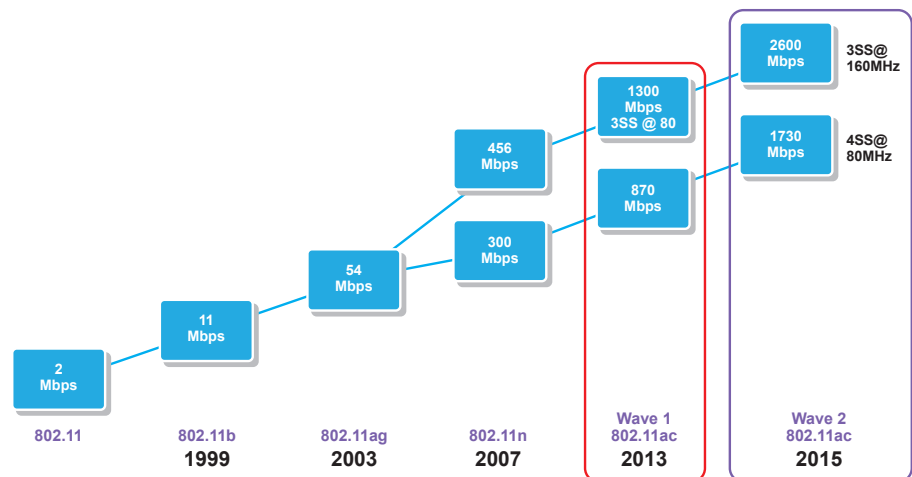 2600
Mbps
3SS@
160MHz
1300
Mbps
3SS @ 80
1730
Mbps
4SS@
80MHz
456
Mbps
870
Mbps
300
Mbps
54
Mbps
11
Mbps
2
Mbps
802.11
802.11b
1999
802.11ag
2003
802.11n
2007
Wave 1
802.11ac
2013
Wave 2
802.11ac
2015